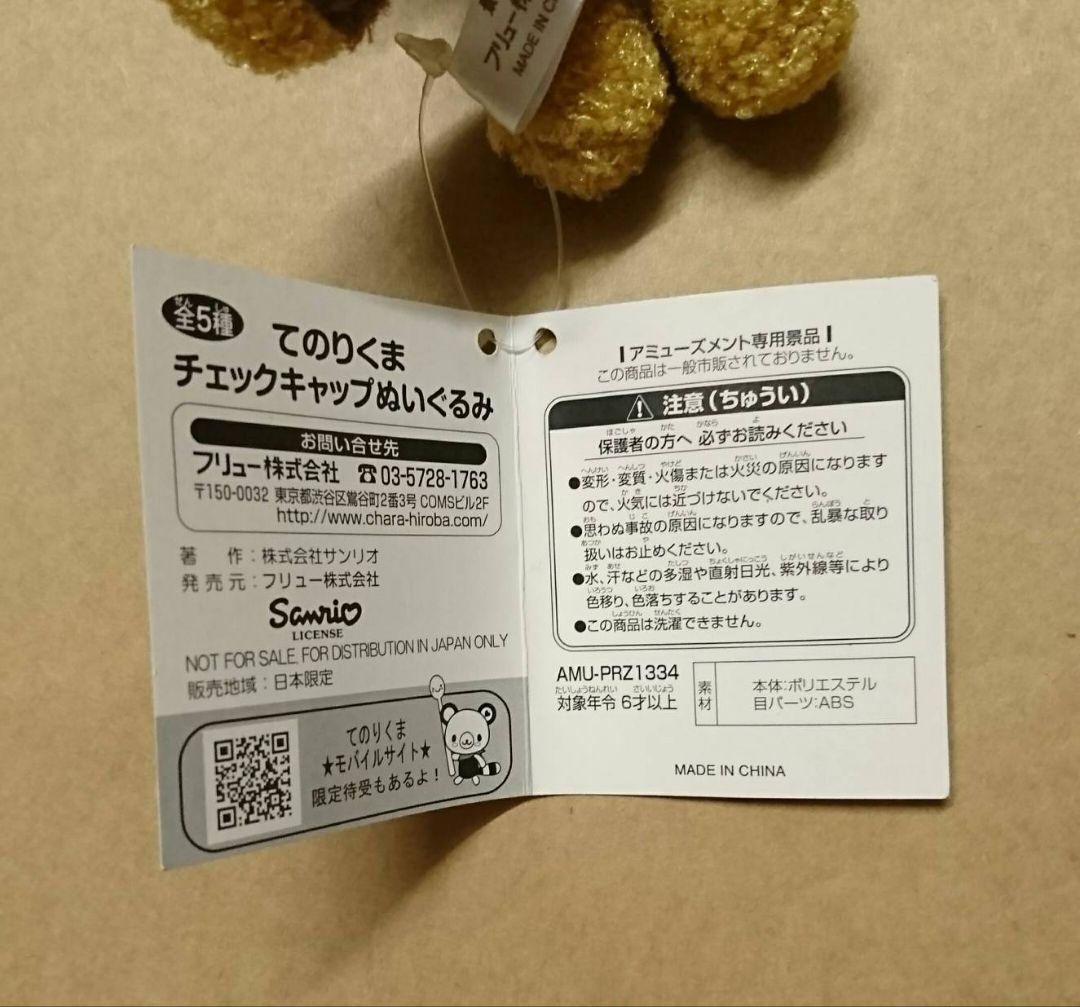 フリュー株
MADE IN C
全5種
てのりくま
チェックキャップぬいぐるみ
お問い合せ先
フリュー株式会社 ☎03-5728-1763
〒150-0032 東京都渋谷区鶯谷町2番3号 COMSビル2F
http://www.chara-hiroba.com/
著 作：株式会社サンリオ
発売元：フリュー株式会社
Sanrio
LICENSE
NOT FOR SALE. FOR DISTRIBUTION IN JAPAN ONLY
販売地域：日本限定
てのりくま
★モバイルサイト★
限定待受もあるよ！
┃アミューズメント専用景品┃
この商品は一般市販されておりません。
⚠注意(ちゅうい)
保護者の方へ 必ずお読みください
●変形・変質・火傷または火災の原因になります
ので、火気には近づけないでください。
●思わぬ事故の原因になりますので、乱暴な取り
扱いはお止めください。
●水、汗などの多湿や直射日光、紫外線等により
色移り、色落ちすることがあります。
●この商品は洗濯できません。
AMU-PRZ1334
対象年令 6才以上
素材
本体:ポリエステル
目パーツ:ABS
MADE IN CHINA